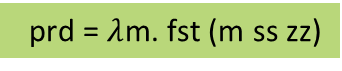 prd = λm. fst (m ss zz)